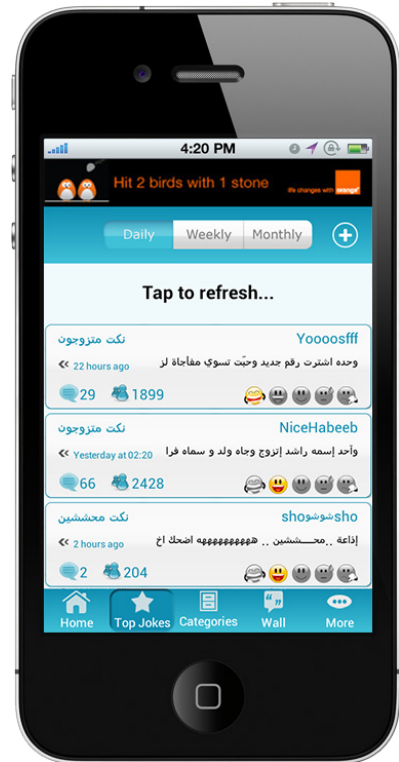 4:20 PM
Hit 2 birds with 1 stone
life changes with orange
Daily Weekly Monthly
Tap to refresh...
نكت متزوجون Yoooosfff
وحده اشترت رقم جديد وحبّت تسوي مفاجاة لز
22 hours ago
29 1899
نكت متزوجون NiceHabeeb
وآحد إسمه راشد إتزوج وجاه ولد و سماه فرا
Yesterday at 02:20
66 2428
نكت محششين shoشوشوsho
إذاعة ..محـــششين .. هههههههههه اضحك اخ
2 hours ago
2 204
Home Top Jokes Categories Wall More